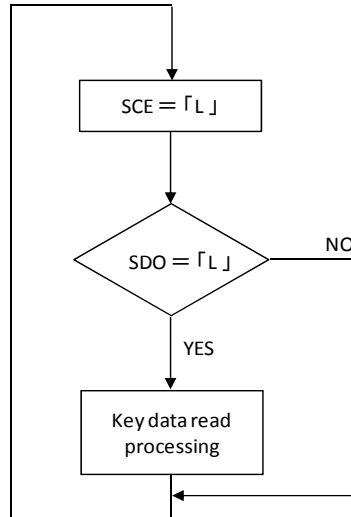 SCE＝「L」
SDO＝「L」
NO
YES
Key data read
processing